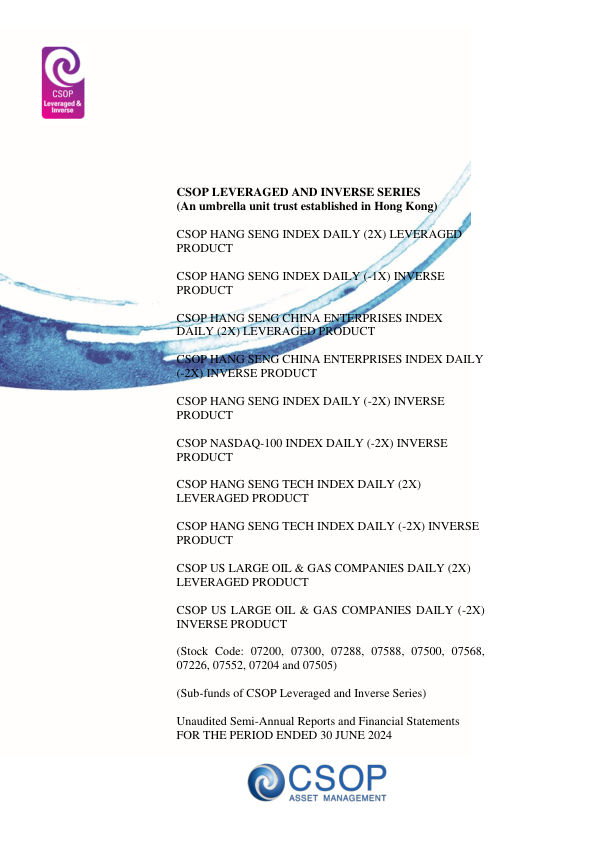 CSOP
Leveraged &
Inverse
CSOP LEVERAGED AND INVERSE SERIES
(An umbrella unit trust established in Hong Kong)
CSOP HANG SENG INDEX DAILY (2X) LEVERAGED
PRODUCT
CSOP HANG SENG INDEX DAILY (-1X) INVERSE
PRODUCT
CSOP HANG SENG CHINA ENTERPRISES INDEX
DAILY (2X) LEVERAGED PRODUCT
CSOP HANG SENG CHINA ENTERPRISES INDEX DAILY
(-2X) INVERSE PRODUCT
CSOP HANG SENG INDEX DAILY (-2X) INVERSE
PRODUCT
CSOP NASDAQ-100 INDEX DAILY (-2X) INVERSE
PRODUCT
CSOP HANG SENG TECH INDEX DAILY (2X)
LEVERAGED PRODUCT
CSOP HANG SENG TECH INDEX DAILY (-2X) INVERSE
PRODUCT
CSOP US LARGE OIL & GAS COMPANIES DAILY (2X)
LEVERAGED PRODUCT
CSOP US LARGE OIL & GAS COMPANIES DAILY (-2X)
INVERSE PRODUCT
(Stock Code: 07200, 07300, 07288, 07588, 07500, 07568,
07226, 07552, 07204 and 07505)
(Sub-funds of CSOP Leveraged and Inverse Series)
Unaudited Semi-Annual Reports and Financial Statements
FOR THE PERIOD ENDED 30 JUNE 2024
CSOP
ASSET MANAGEMENT